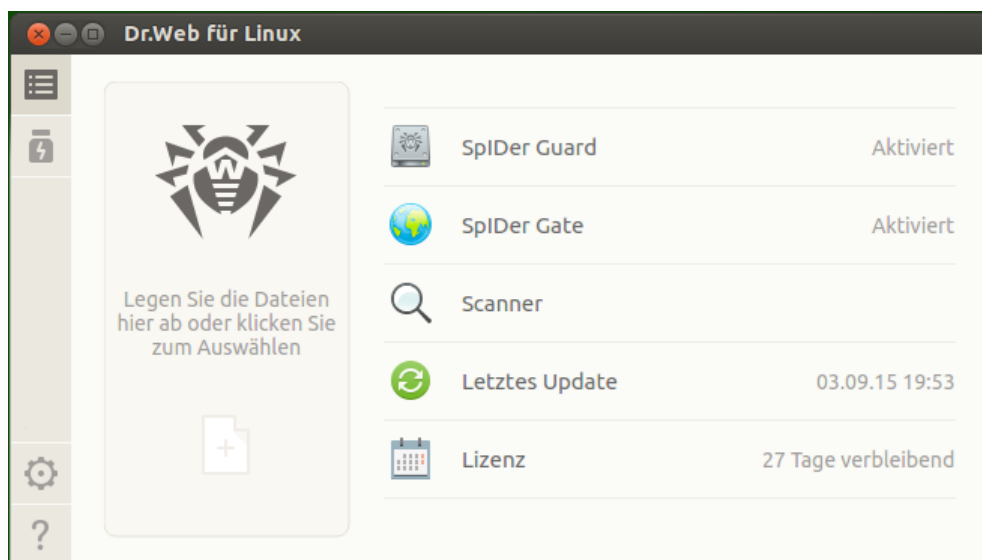 Dr.Web für Linux
Legen Sie die Dateien
hier ab oder klicken Sie
zum Auswählen
SpIDer Guard Aktiviert
SpIDer Gate Aktiviert
Scanner
Letztes Update 03.09.15 19:53
Lizenz 27 Tage verbleibend
?